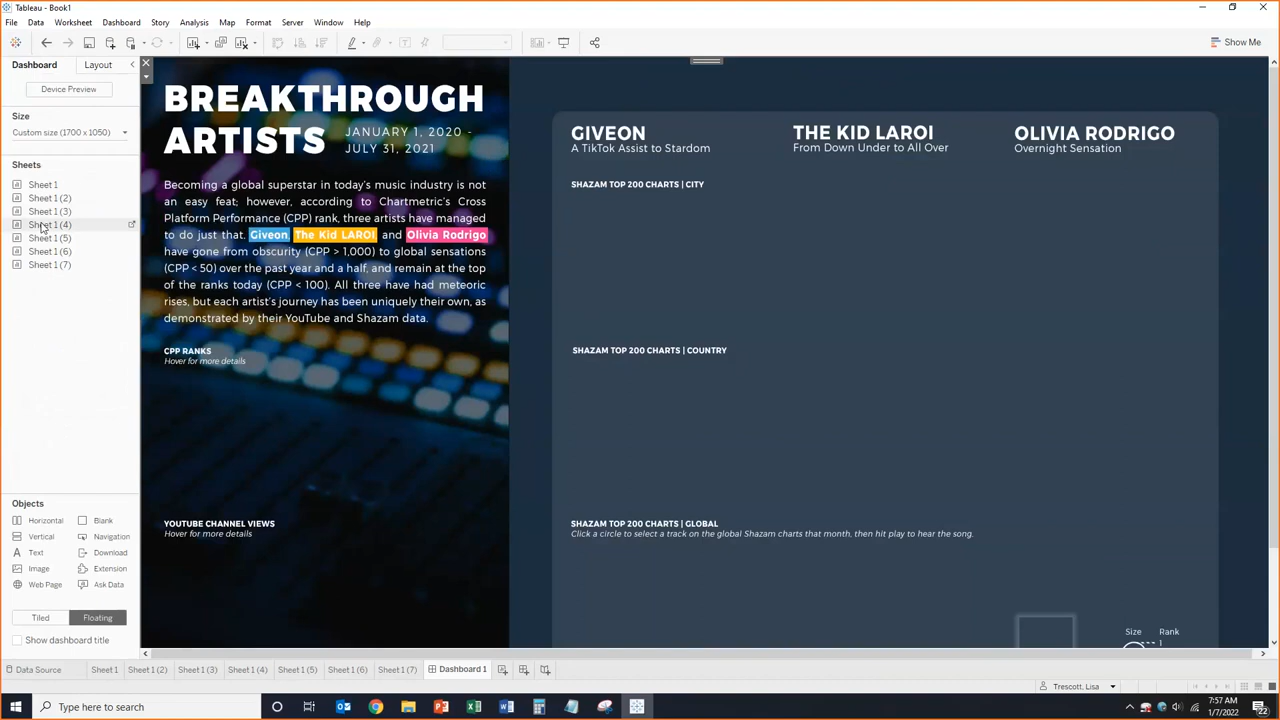 Tableau - Book1
File Data Worksheet Dashboard Story Analysis Map Format Server Window Help
Show Me
Dashboard Layout
Device Preview
Size
Custom size (1700 x 1050)
Sheets
Sheet 1
Sheet 1 (2)
Sheet 1 (3)
Sheet 1 (4)
Sheet 1 (5)
Sheet 1 (6)
Sheet 1 (7)
Objects
Horizontal Blank
Vertical Navigation
Text Download
Image Extension
Web Page Ask Data
Tiled Floating
Show dashboard title
BREAKTHROUGH
ARTISTS JANUARY 1, 2020 -
JULY 31, 2021
Becoming a global superstar in today's music industry is not
an easy feat; however, according to Chartmetric's Cross
Platform Performance (CPP) rank, three artists have managed
to do just that. Giveon, The Kid LAROI, and Olivia Rodrigo
have gone from obscurity (CPP > 1,000) to global sensations
(CPP < 50) over the past year and a half, and remain at the top
of the ranks today (CPP < 100). All three have had meteoric
rises, but each artist's journey has been uniquely their own, as
demonstrated by their YouTube and Shazam data.
CPP RANKS
Hover for more details
YOUTUBE CHANNEL VIEWS
Hover for more details
GIVEON
A TikTok Assist to Stardom
THE KID LAROI
From Down Under to All Over
OLIVIA RODRIGO
Overnight Sensation
SHAZAM TOP 200 CHARTS | CITY
SHAZAM TOP 200 CHARTS | COUNTRY
SHAZAM TOP 200 CHARTS | GLOBAL
Click a circle to select a track on the global Shazam charts that month, then hit play to hear the song.
Size Rank
1
Data Source Sheet 1 Sheet 1 (2) Sheet 1 (3) Sheet 1 (4) Sheet 1 (5) Sheet 1 (6) Sheet 1 (7) Dashboard 1
Trescott, Lisa
Type here to search
7:57 AM
1/7/2022
22